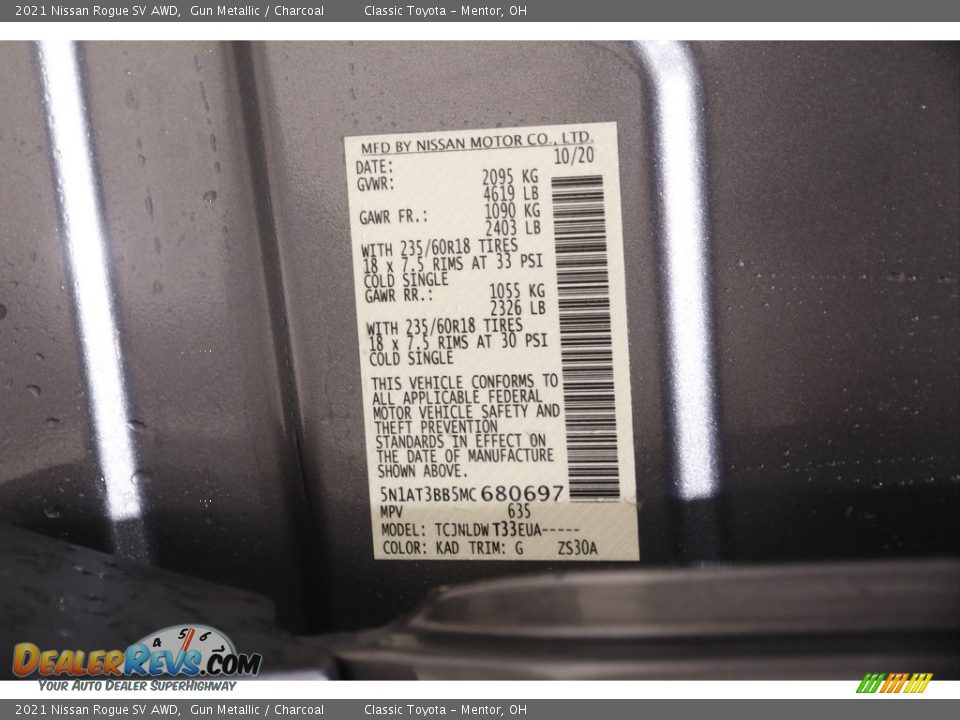 2021 Nissan Rogue SV AWD, Gun Metallic / Charcoal Classic Toyota – Mentor, OH
MFD BY NISSAN MOTOR CO., LTD.
DATE: 10/20
GVWR: 2095 KG
4619 LB
GAWR FR.: 1090 KG
2403 LB
WITH 235/60R18 TIRES
18 x 7.5 RIMS AT 33 PSI
COLD SINGLE
GAWR RR.: 1055 KG
2326 LB
WITH 235/60R18 TIRES
18 x 7.5 RIMS AT 30 PSI
COLD SINGLE
THIS VEHICLE CONFORMS TO
ALL APPLICABLE FEDERAL
MOTOR VEHICLE SAFETY AND
THEFT PREVENTION
STANDARDS IN EFFECT ON
THE DATE OF MANUFACTURE
SHOWN ABOVE.
5N1AT3BB5MC680697
MPV 635
MODEL: TCJNLDWT33EUA-----
COLOR: KAD TRIM: G ZS30A
4 5 6
DEALERREVS.COM
YOUR AUTO DEALER SUPERHIGHWAY
2021 Nissan Rogue SV AWD, Gun Metallic / Charcoal Classic Toyota – Mentor, OH